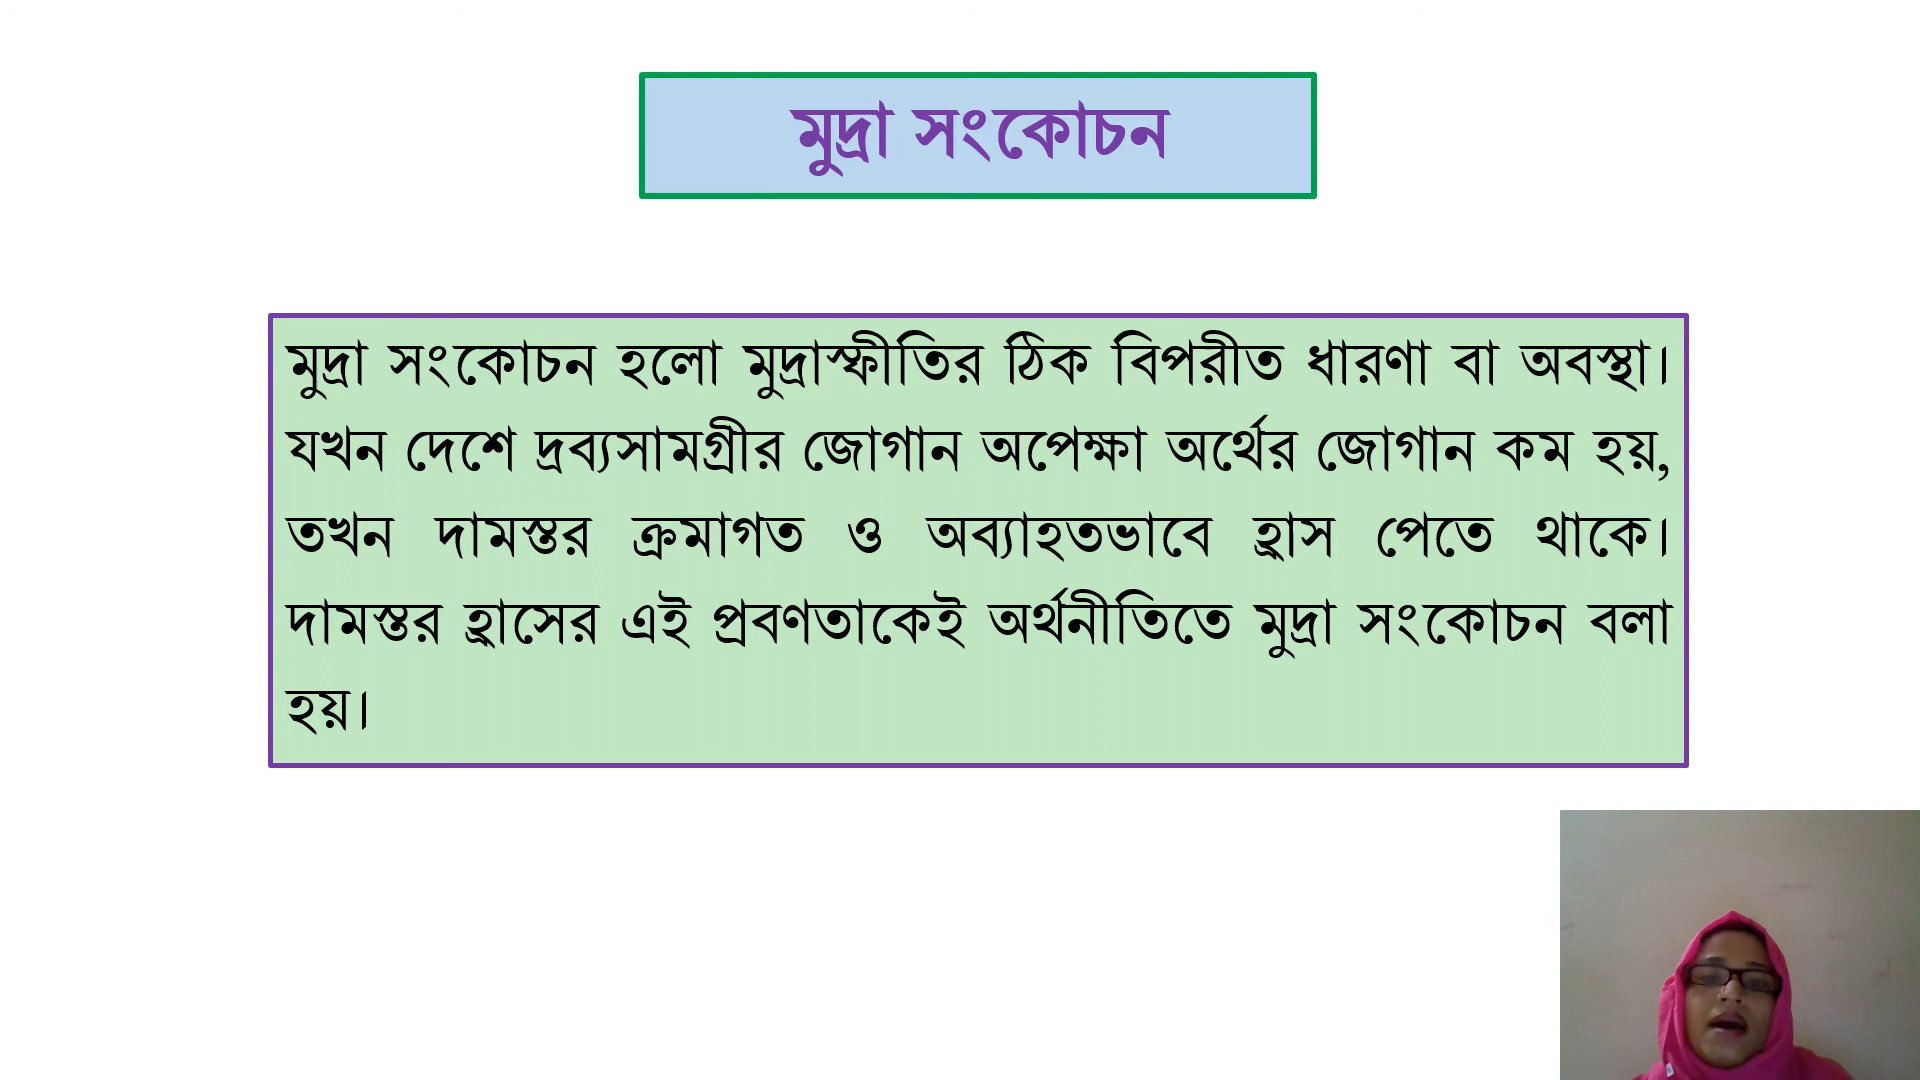 মুদ্রা সংকোচন
মুদ্রা সংকোচন হলো মুদ্রাস্ফীতির ঠিক বিপরীত ধারণা বা অবস্থা।
যখন দেশে দ্রব্যসামগ্রীর জোগান অপেক্ষা অর্থের জোগান কম হয়,
তখন দামস্তর ক্রমাগত ও অব্যাহতভাবে হ্রাস পেতে থাকে।
দামস্তর হ্রাসের এই প্রবণতাকেই অর্থনীতিতে মুদ্রা সংকোচন বলা
হয়।